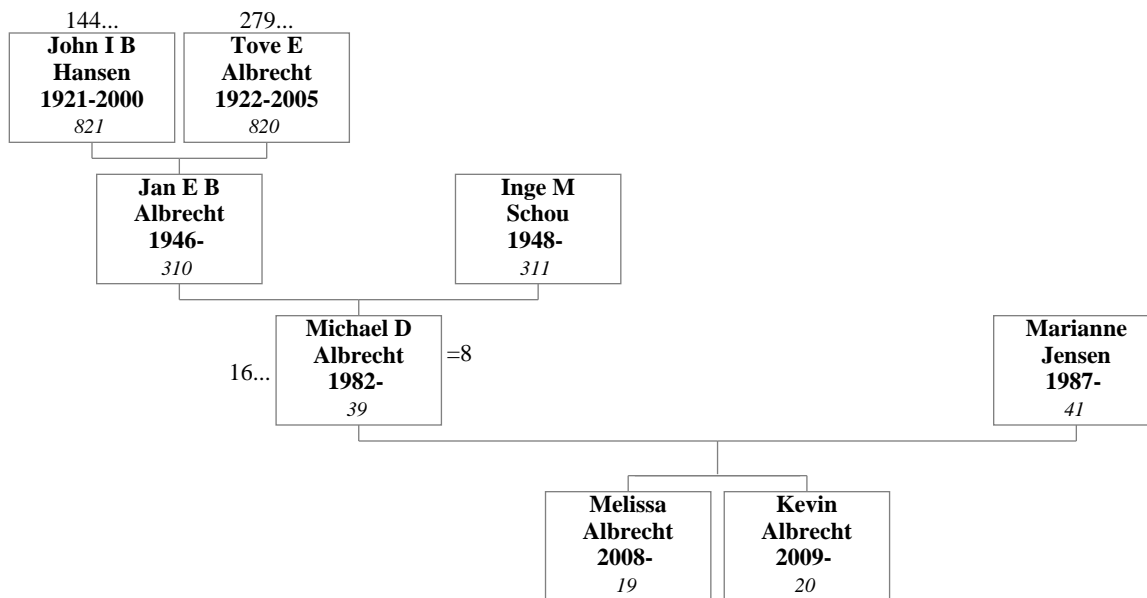 144...
279...
John I B
Hansen
1921-2000
821
Tove E
Albrecht
1922-2005
820
Jan E B
Albrecht
1946-
310
Inge M
Schou
1948-
311
16...
Michael D
Albrecht
1982-
39
=8
Marianne
Jensen
1987-
41
Melissa
Albrecht
2008-
19
Kevin
Albrecht
2009-
20